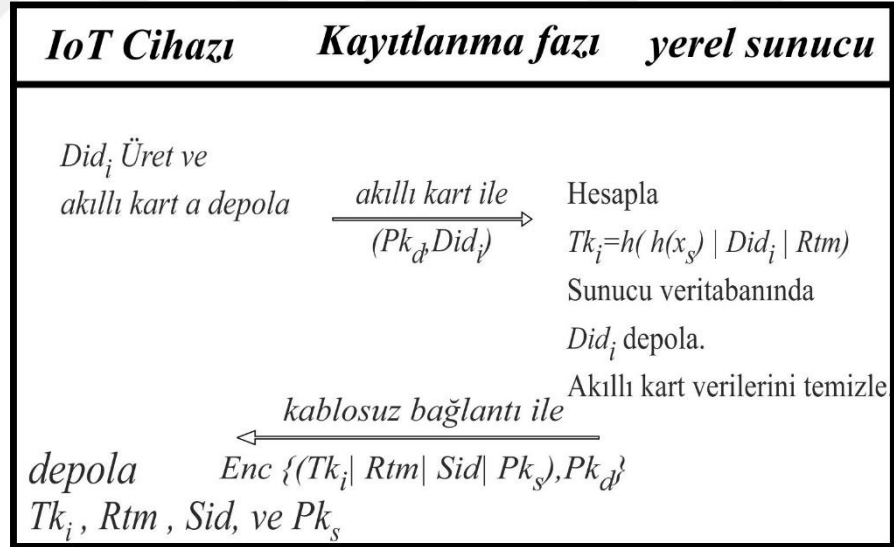 IoT Cihazı Kayıtlanma fazı yerel sunucu
Did_i Üret ve
akıllı kart a depola
akıllı kart ile
(Pk_d,Did_i)
Hesapla
Tk_i=h( h(x_s) | Did_i | Rtm)
Sunucu veritabanında
Did_i depola.
Akıllı kart verilerini temizle.
kablosuz bağlantı ile
Enc {(Tk_i| Rtm| Sid| Pk_s),Pk_d}
depola
Tk_i , Rtm , Sid, ve Pk_s